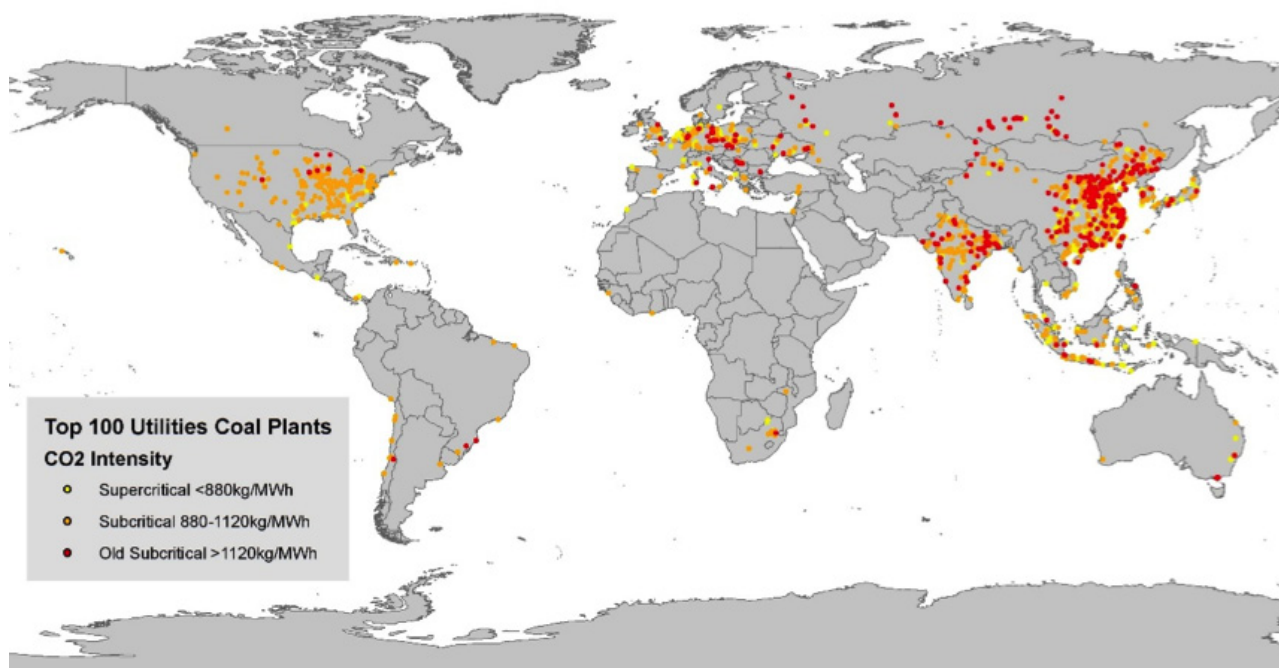 Top 100 Utilities Coal Plants
CO2 Intensity
Supercritical <880kg/MWh
Subcritical 880-1120kg/MWh
Old Subcritical >1120kg/MWh